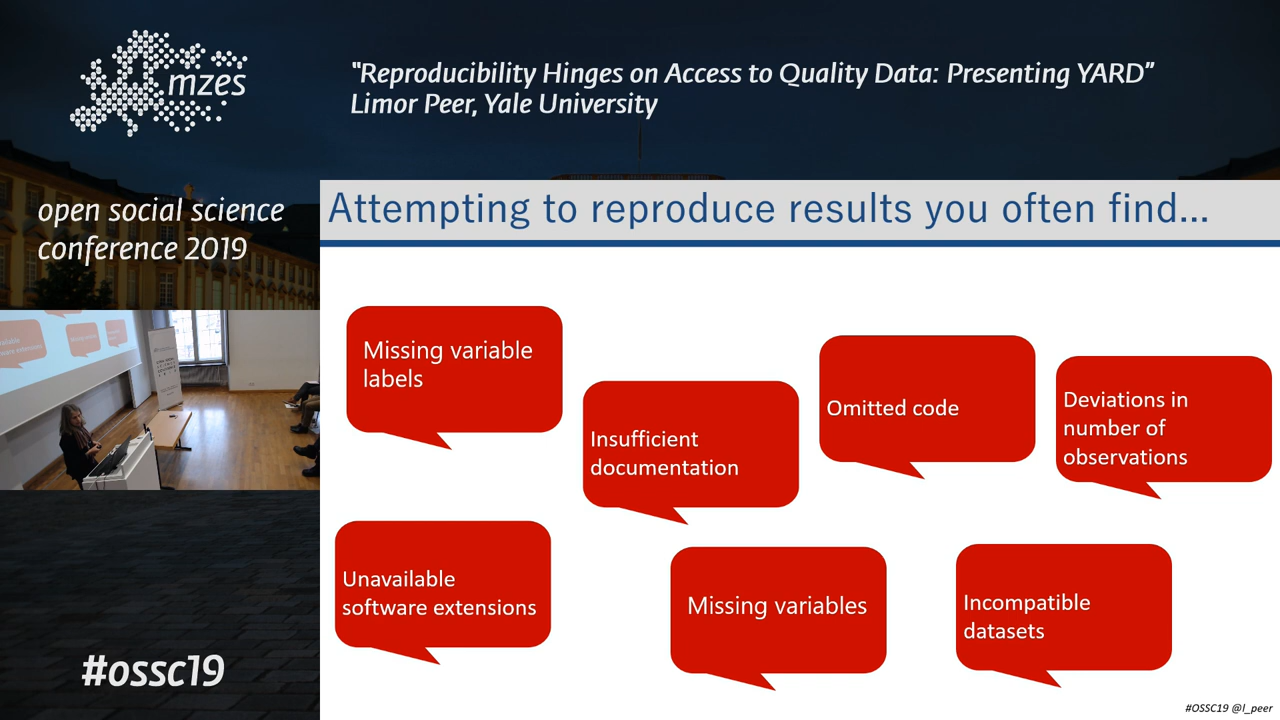 mzes
"Reproducibility Hinges on Access to Quality Data: Presenting YARD"
Limor Peer, Yale University
open social science
conference 2019
Attempting to reproduce results you often find...
Missing variable
labels
Insufficient
documentation
Omitted code
Deviations in
number of
observations
Unavailable
software extensions
Missing variables
Incompatible
datasets
#ossc19
#OSSC19 @l_peer